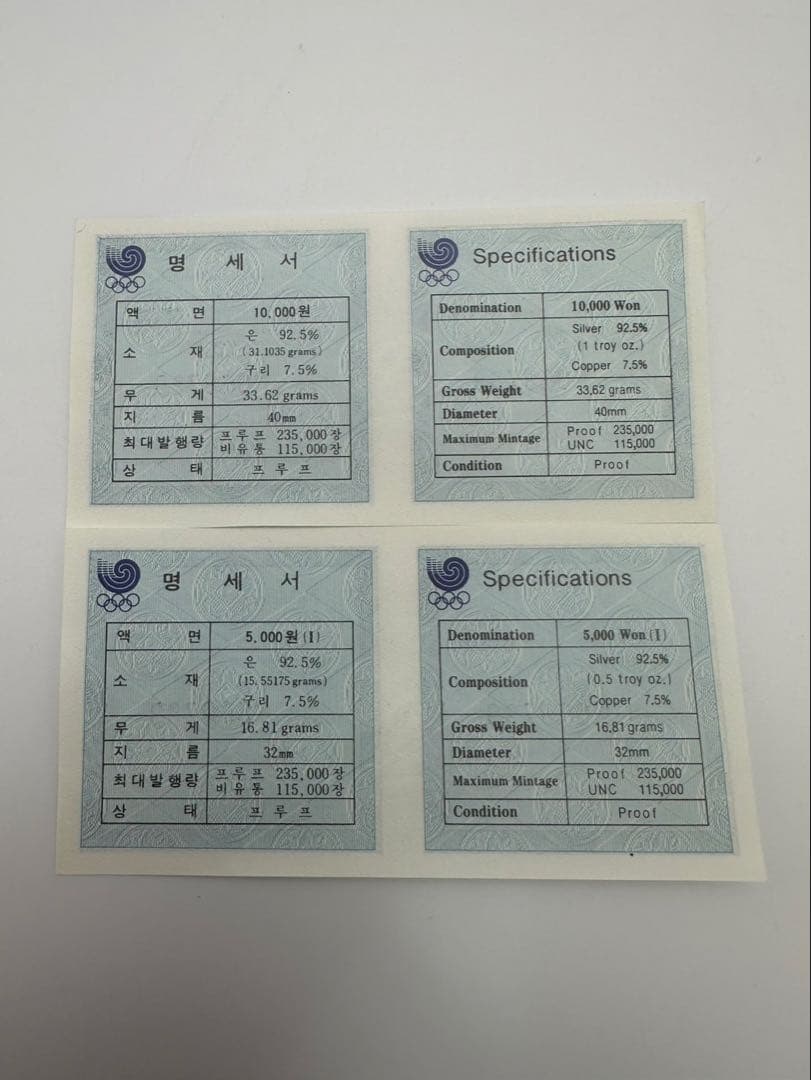 명 세 서
액 면 10,000원
소 재 은 92.5%
(31.1035 grams)
구리 7.5%
무 게 33.62 grams
지 름 40mm
최대발행량 프루프 235,000장
비유통 115,000장
상 태 프루프
Specifications
Denomination 10,000 Won
Composition Silver 92.5%
(1 troy oz.)
Copper 7.5%
Gross Weight 33,62 grams
Diameter 40mm
Maximum Mintage Proof 235,000
UNC 115,000
Condition Proof
명 세 서
액 면 5,000원(I)
소 재 은 92.5%
(15.55175 grams)
구리 7.5%
무 게 16.81 grams
지 름 32mm
최대발행량 프루프 235,000장
비유통 115,000장
상 태 프루프
Specifications
Denomination 5,000 Won(I)
Composition Silver 92.5%
(0.5 troy oz.)
Copper 7.5%
Gross Weight 16,81 grams
Diameter 32mm
Maximum Mintage Proof 235,000
UNC 115,000
Condition Proof